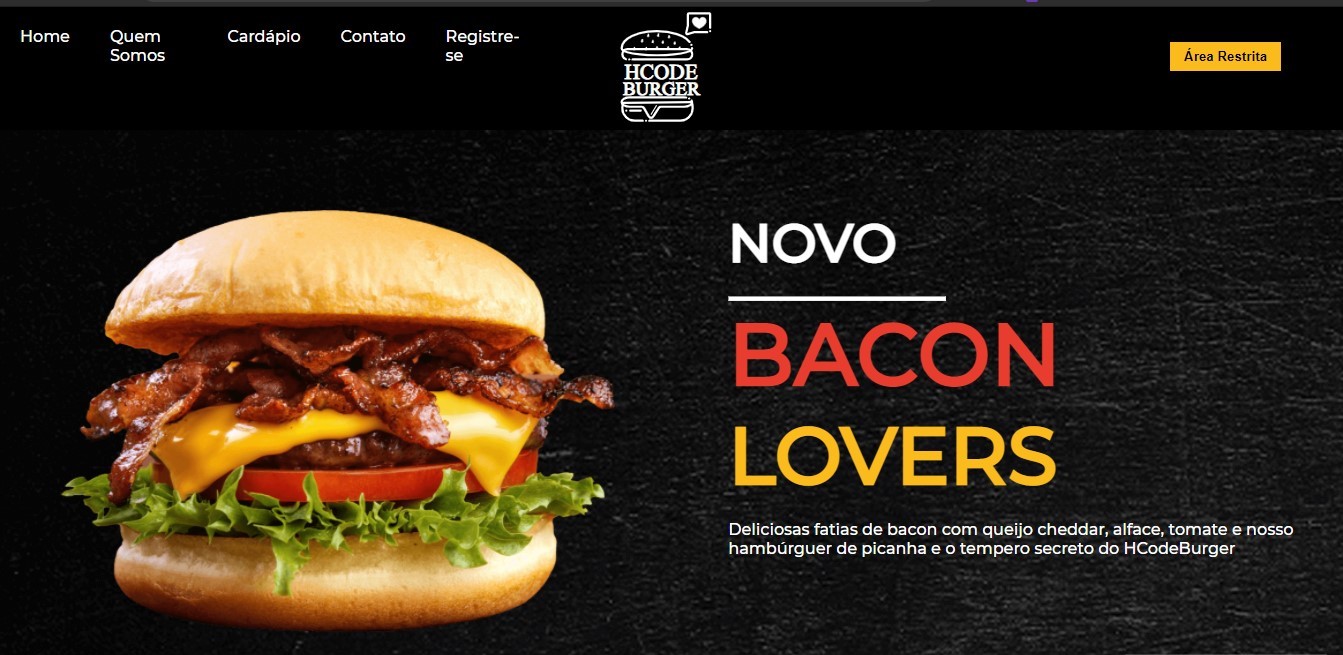 Home
Quem
Somos
Cardápio
Contato
Registre-
se
HCODE
BURGER
Área Restrita
NOVO
BACON
LOVERS
Deliciosas fatias de bacon com queijo cheddar, alface, tomate e nosso
hambúrguer de picanha e o tempero secreto do HCodeBurger